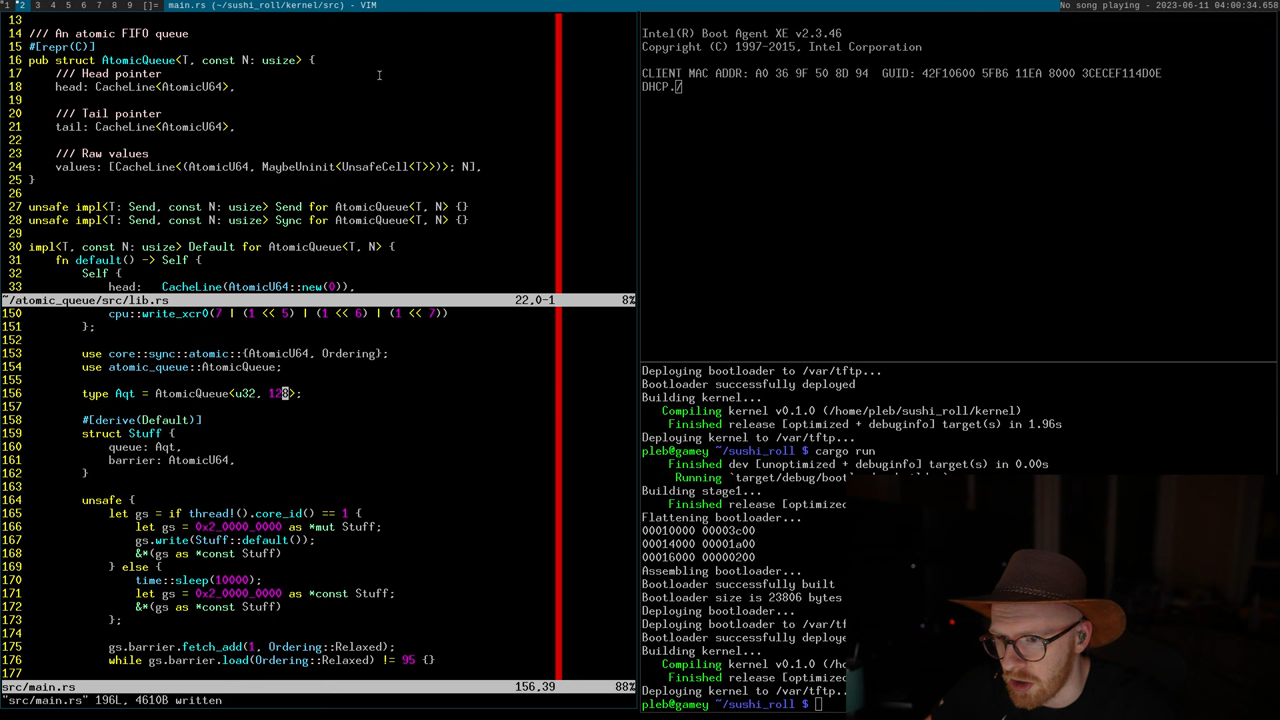 1 2 3 4 5 6 7 8 9 []= main.rs (~/sushi_roll/kernel/src) - VIM
No song playing - 2023-06-11 04:00:34.658
13
14 /// An atomic FIFO queue
15 #[repr(C)]
16 pub struct AtomicQueue<T, const N: usize> {
17 /// Head pointer
18 head: CacheLine<AtomicU64>,
19
20 /// Tail pointer
21 tail: CacheLine<AtomicU64>,
22
23 /// Raw values
24 values: [CacheLine<(AtomicU64, MaybeUninit<UnsafeCell<T>>)>; N],
25 }
26
27 unsafe impl<T: Send, const N: usize> Send for AtomicQueue<T, N> {}
28 unsafe impl<T: Send, const N: usize> Sync for AtomicQueue<T, N> {}
29
30 impl<T, const N: usize> Default for AtomicQueue<T, N> {
31 fn default() -> Self {
32 Self {
33 head: CacheLine(AtomicU64::new(0)),
~/atomic_queue/src/lib.rs 22,0-1 8%
150 cpu::write_xcr0(7 | (1 << 5) | (1 << 6) | (1 << 7))
151 };
152
153 use core::sync::atomic::{AtomicU64, Ordering};
154 use atomic_queue::AtomicQueue;
155
156 type Aqt = AtomicQueue<u32, 128>;
157
158 #[derive(Default)]
159 struct Stuff {
160 queue: Aqt,
161 barrier: AtomicU64,
162 }
163
164 unsafe {
165 let gs = if thread!().core_id() == 1 {
166 let gs = 0x2_0000_0000 as *mut Stuff;
167 gs.write(Stuff::default());
168 &*(gs as *const Stuff)
169 } else {
170 time::sleep(10000);
171 let gs = 0x2_0000_0000 as *const Stuff;
172 &*(gs as *const Stuff)
173 };
174
175 gs.barrier.fetch_add(1, Ordering::Relaxed);
176 while gs.barrier.load(Ordering::Relaxed) != 95 {}
177
src/main.rs 156,39 88%
"src/main.rs" 196L, 4610B written
Intel(R) Boot Agent XE v2.3.46
Copyright (C) 1997-2015, Intel Corporation
CLIENT MAC ADDR: A0 36 9F 50 8D 94 GUID: 42F10600 5FB6 11EA 8000 3CECEF114D0E
DHCP./
Deploying bootloader to /var/tftp...
Bootloader successfully deployed
Building kernel...
Compiling kernel v0.1.0 (/home/pleb/sushi_roll/kernel)
Finished release [optimized + debuginfo] target(s) in 1.96s
Deploying kernel to /var/tftp...
pleb@gamey ~/sushi_roll $ cargo run
Finished dev [unoptimized + debuginfo] target(s) in 0.00s
Running `target/debug/boot
Building stage1...
Finished release [optimized
Flattening bootloader...
00010000 00003c00
00014000 00001a00
00016000 00000200
Assembling bootloader...
Bootloader successfully built
Bootloader size is 23806 bytes
Deploying bootloader...
Deploying bootloader to /var/tf
Bootloader successfully deploye
Building kernel...
Compiling kernel v0.1.0 (/ho
Finished release [optimized
Deploying kernel to /var/tftp...
pleb@gamey ~/sushi_roll $